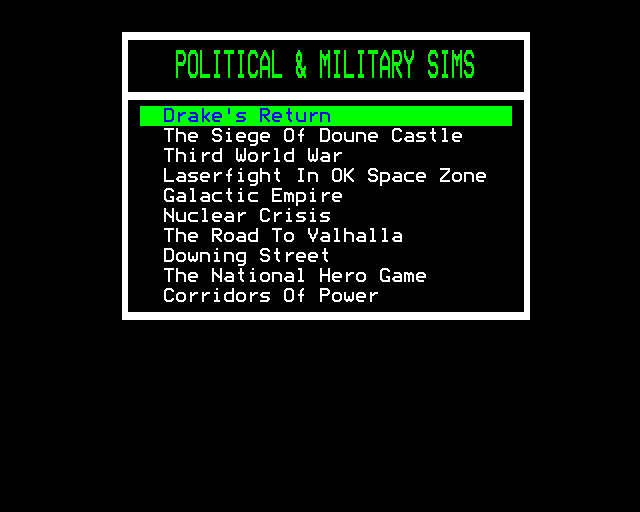 POLITICAL & MILITARY SIMS
Drake's Return
The Siege Of Doune Castle
Third World War
Laserfight In OK Space Zone
Galactic Empire
Nuclear Crisis
The Road To Valhalla
Downing Street
The National Hero Game
Corridors Of Power